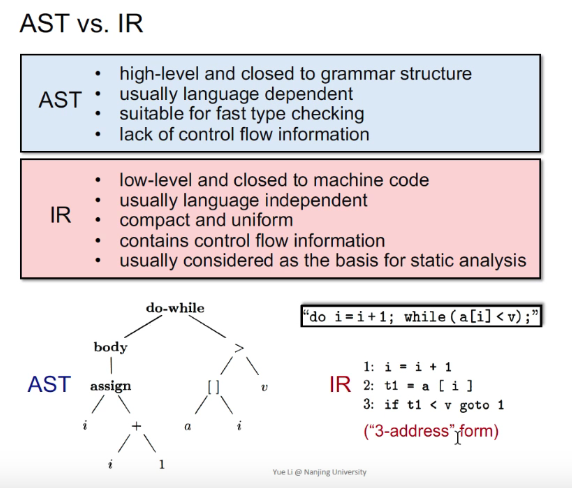 AST vs. IR
AST
• high-level and closed to grammar structure
• usually language dependent
• suitable for fast type checking
• lack of control flow information
IR
• low-level and closed to machine code
• usually language independent
• compact and uniform
• contains control flow information
• usually considered as the basis for static analysis
"do i=i+1; while(a[i]<v);"
AST
do-while
body >
assign [] v
i + a i
i 1
IR
1: i = i + 1
2: t1 = a [ i ]
3: if t1 < v goto 1
("3-address" form)
Yue Li @ Nanjing University